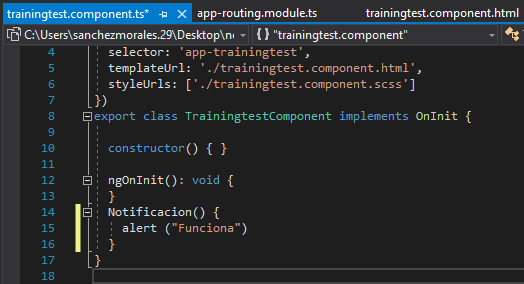 trainingtest.component.ts* app-routing.module.ts trainingtest.component.html
C:\Users\sanchezmorales.29\Desktop\ne "trainingtest.component"
4 selector: 'app-trainingtest',
5 templateUrl: './trainingtest.component.html',
6 styleUrls: ['./trainingtest.component.scss']
7 })
8 export class TrainingtestComponent implements OnInit {
9
10 constructor() { }
11
12 ngOnInit(): void {
13 }
14 Notificacion() {
15 alert ("Funciona")
16 }
17 }
18